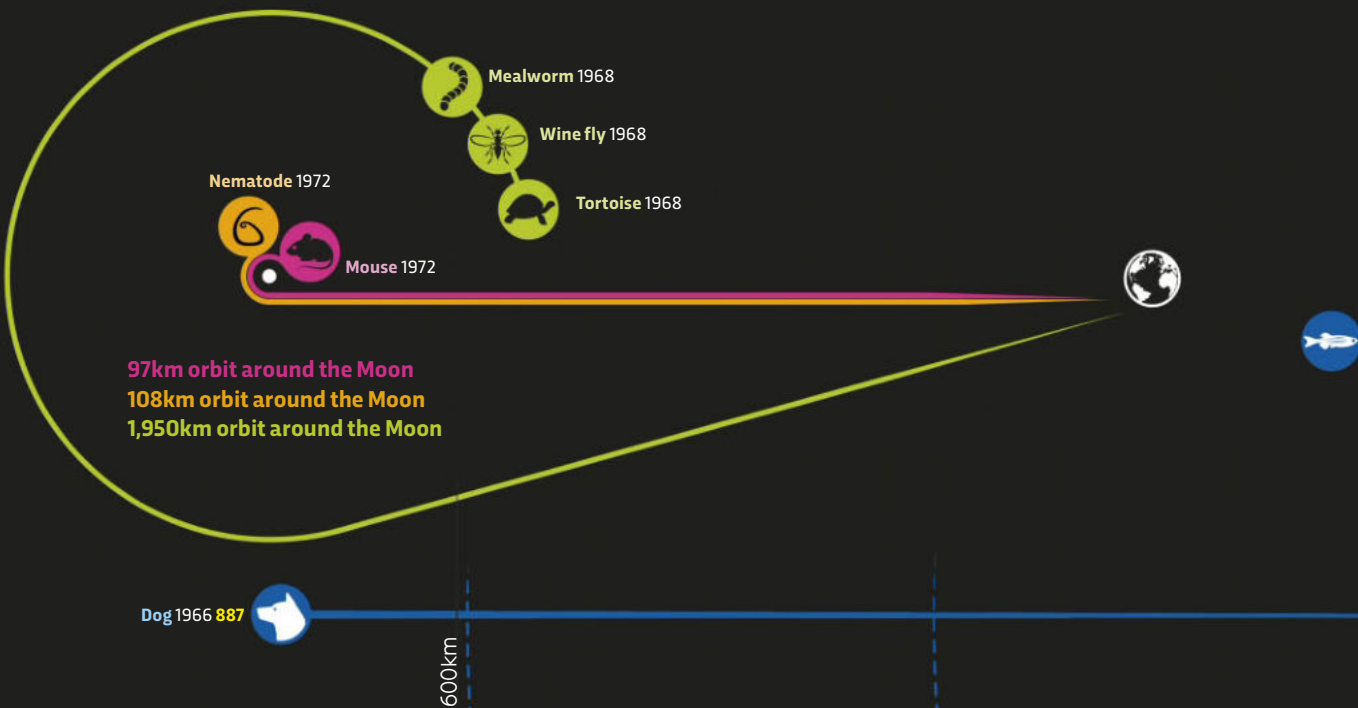 Mealworm 1968
Wine fly 1968
Nematode 1972
Tortoise 1968
Mouse 1972
97km orbit around the Moon
108km orbit around the Moon
1,950km orbit around the Moon
Dog 1966 887
600km